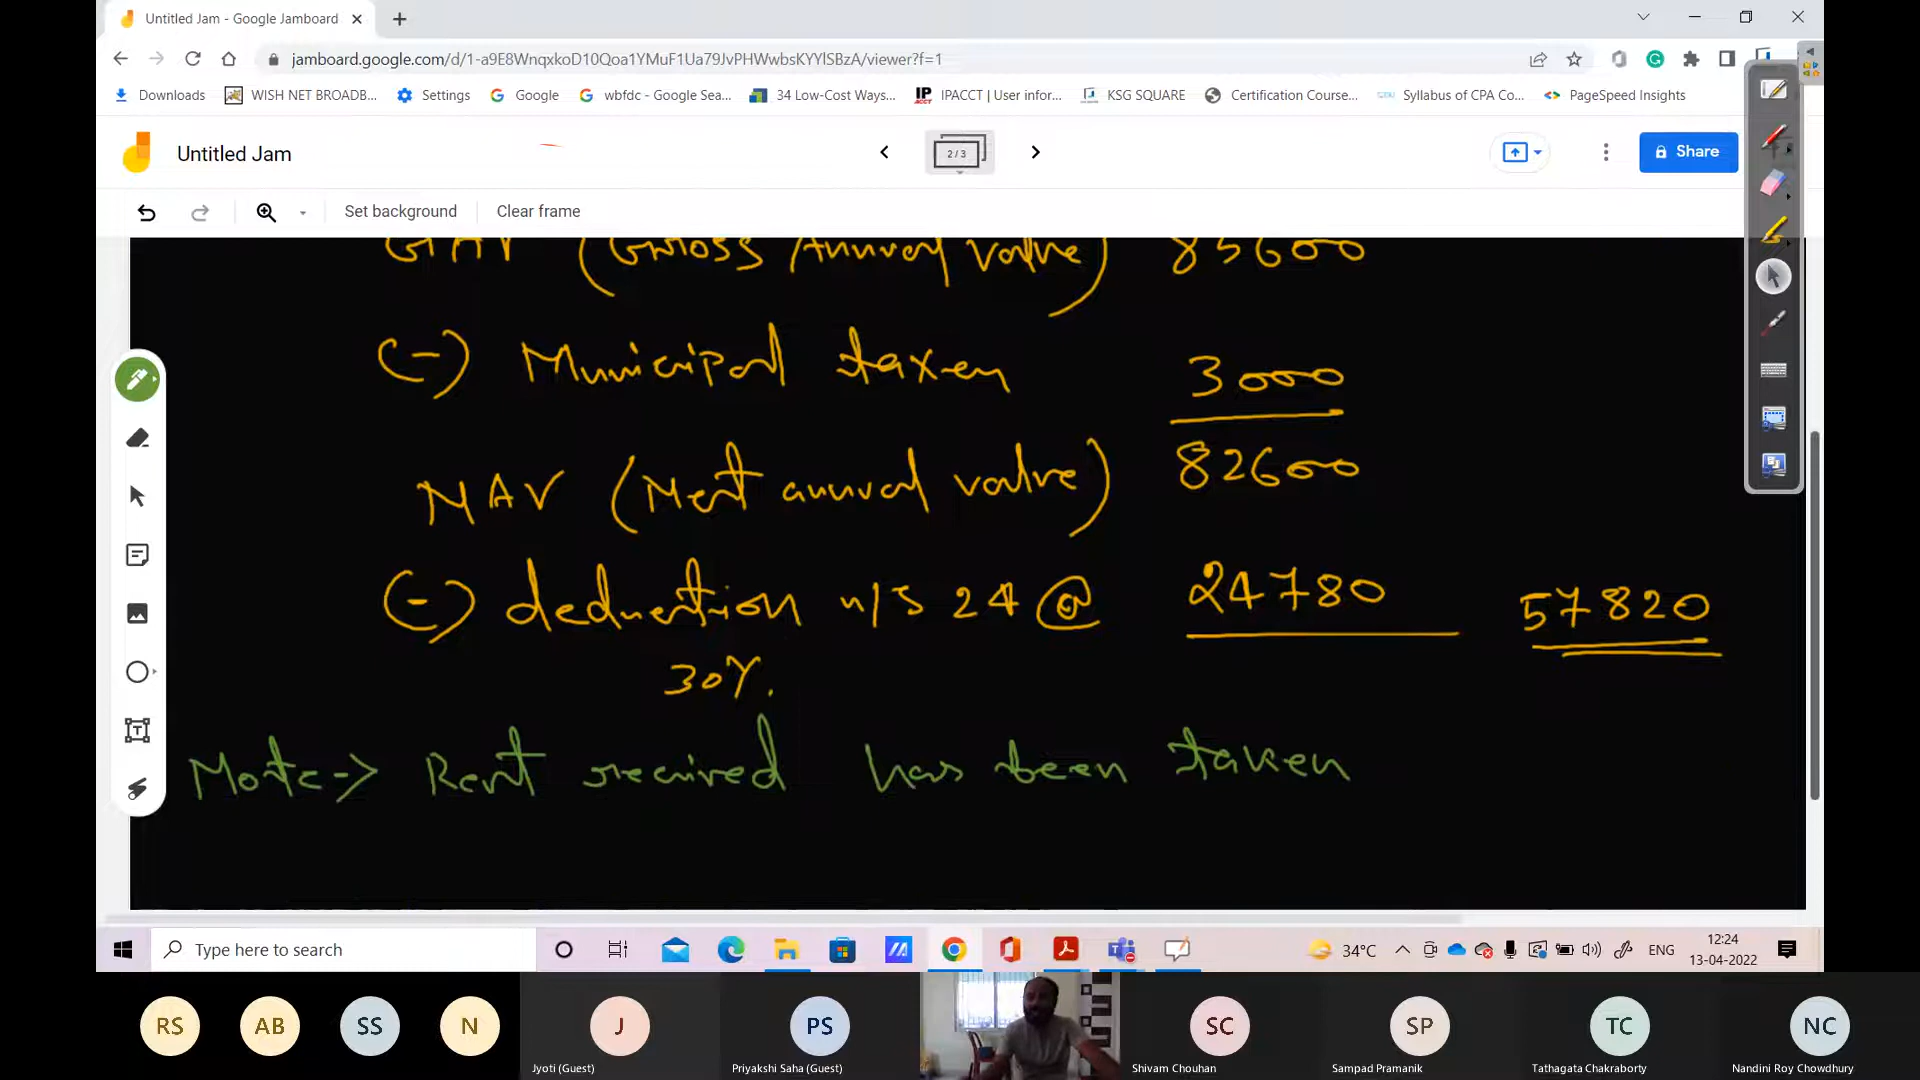 Untitled Jam - Google Jamboard
jamboard.google.com/d/1-a9E8WnqxkoD10Qoa1YMuF1Ua79JvPHWwbsKYYlSBzA/viewer?f=1
Downloads WISH NET BROADB... Settings Google wbfdc - Google Sea... 34 Low-Cost Ways... IPACCT | User infor... KSG SQUARE Certification Course... Syllabus of CPA Co... PageSpeed Insights
Untitled Jam 2 / 3 Share
Set background Clear frame
GAV (Gross Annual value) 85600
(-) Municipal taxes 3000
NAV (Net annual value) 82600
(-) deduction u/s 24 @ 24780 57820
30%.
Note-> Rent received has been taken
Type here to search 34°C ENG 12:24
13-04-2022
RS AB SS N J PS SC SP TC NC
Jyoti (Guest) Priyakshi Saha (Guest) Shivam Chouhan Sampad Pramanik Tathagata Chakraborty Nandini Roy Chowdhury